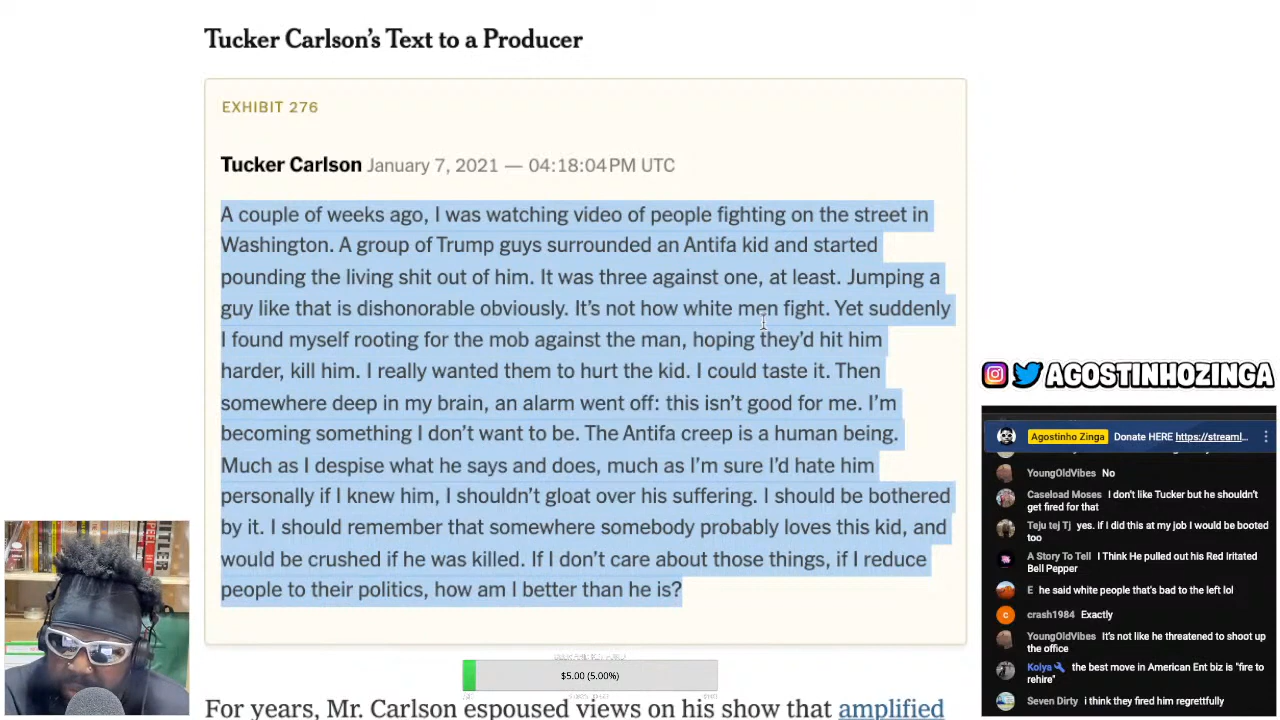 Tucker Carlson's Text to a Producer
EXHIBIT 276
Tucker Carlson January 7, 2021 — 04:18:04 PM UTC
A couple of weeks ago, I was watching video of people fighting on the street in
Washington. A group of Trump guys surrounded an Antifa kid and started
pounding the living shit out of him. It was three against one, at least. Jumping a
guy like that is dishonorable obviously. It's not how white men fight. Yet suddenly
I found myself rooting for the mob against the man, hoping they'd hit him
harder, kill him. I really wanted them to hurt the kid. I could taste it. Then
somewhere deep in my brain, an alarm went off: this isn't good for me. I'm
becoming something I don't want to be. The Antifa creep is a human being.
Much as I despise what he says and does, much as I'm sure I'd hate him
personally if I knew him, I shouldn't gloat over his suffering. I should be bothered
by it. I should remember that somewhere somebody probably loves this kid, and
would be crushed if he was killed. If I don't care about those things, if I reduce
people to their politics, how am I better than he is?
$5.00 (5.00%)
For years, Mr. Carlson espoused views on his show that amplified
AGOSTINHOZINGA
Agostinho Zinga Donate HERE https://streaml...
YoungOldVibes No
Caseload Moses I don't like Tucker but he shouldn't
get fired for that
Teju tej Tj yes. if I did this at my job I would be booted
too
A Story To Tell I Think He pulled out his Red Irritated
Bell Pepper
E he said white people that's bad to the left lol
crash1984 Exactly
YoungOldVibes It's not like he threatened to shoot up
the office
Kolya the best move in American Ent biz is "fire to
rehire"
Seven Dirty i think they fired him regrettfully